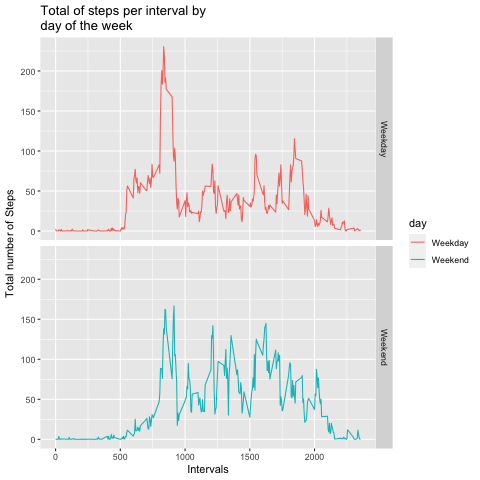 Total of steps per interval by
day of the week
Total number of Steps
200
150
100
50
0
Weekday
200
150
100
50
0
Weekend
0
500
1000
1500
2000
Intervals
day
Weekday
Weekend